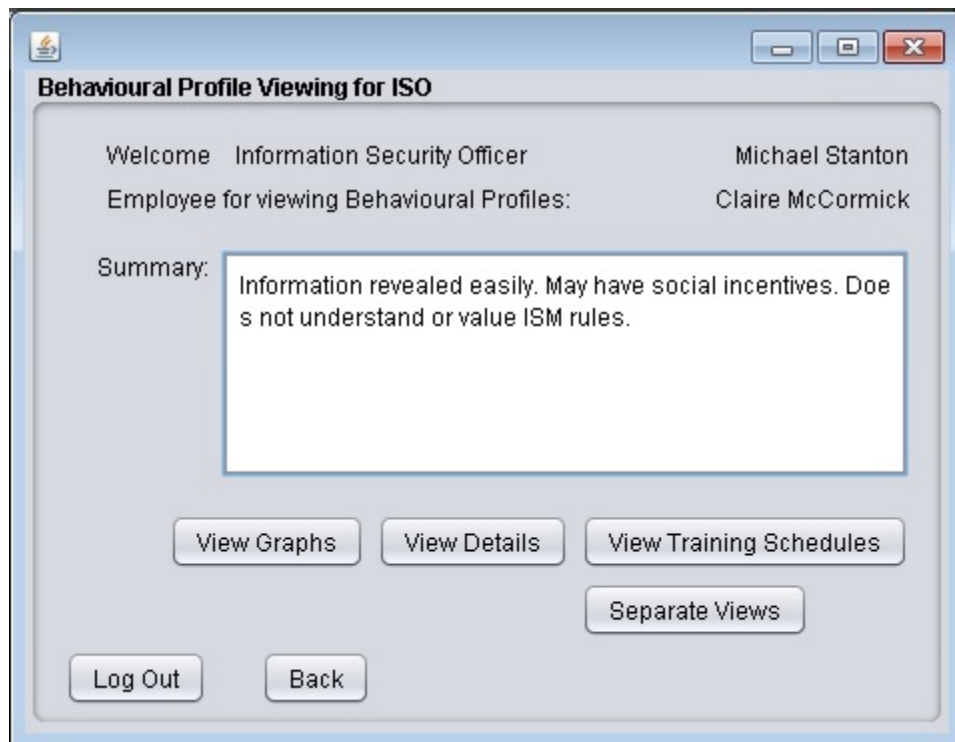 Behavioural Profile Viewing for ISO
Welcome Information Security Officer Michael Stanton
Employee for viewing Behavioural Profiles: Claire McCormick
Summary: Information revealed easily. May have social incentives. Doe
s not understand or value ISM rules.
View Graphs View Details View Training Schedules
Separate Views
Log Out Back